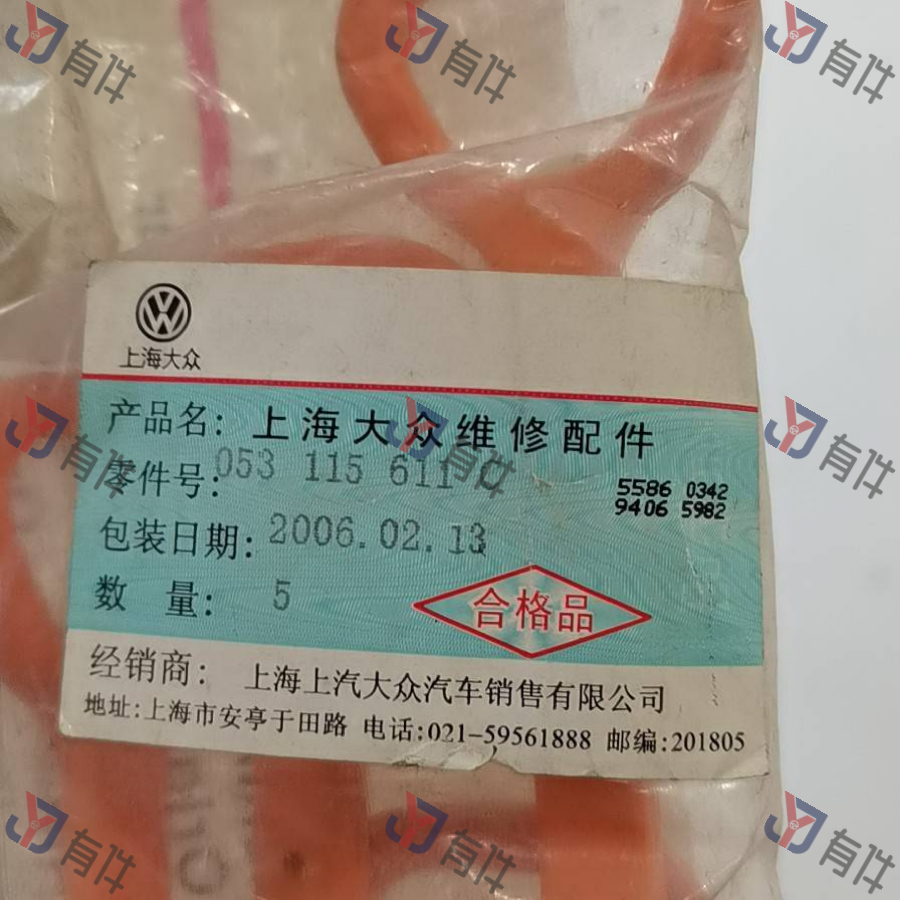 有件 有件 有件
上海大众
产品名: 上海大众维修配件
有件 有件 有件
零件号: 053 115 611 C
5586 0342
9406 5982
包装日期: 2006.02.13
数 量: 5
合格品
经销商: 上海上汽大众汽车销售有限公司
地址:上海市安亭于田路 电话:021-59561888 邮编:201805
有件 有件 有件